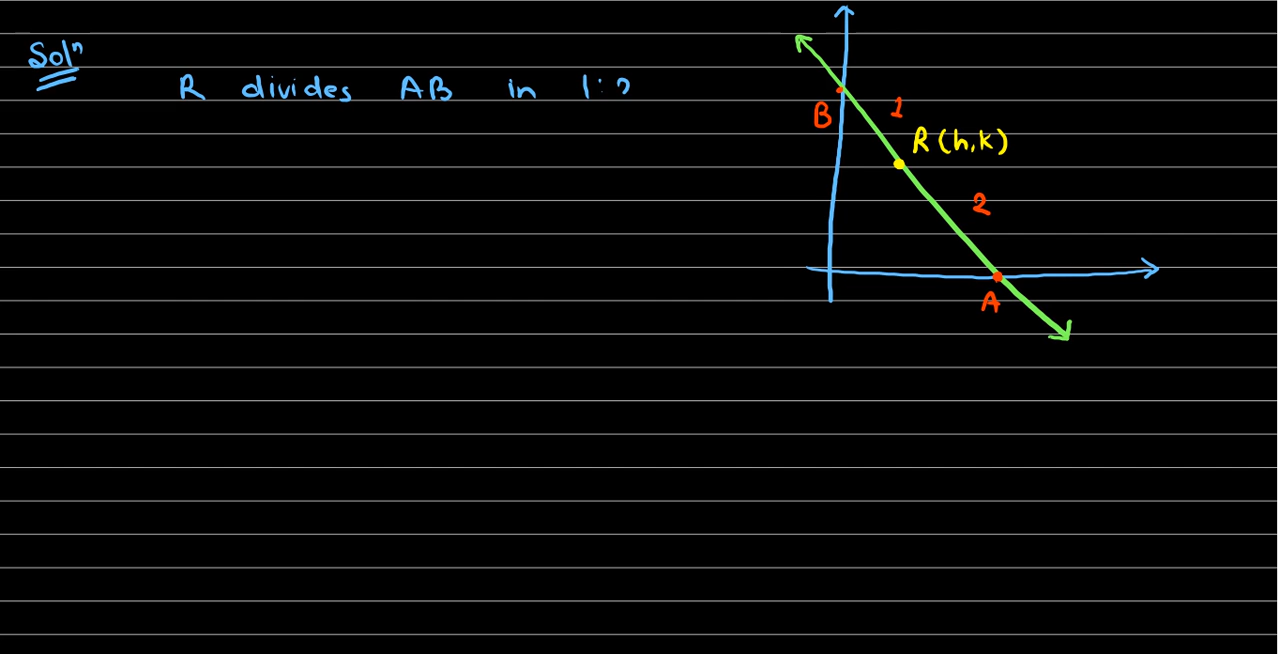 Solⁿ
R divides AB in 1:2
B
1
R (h,k)
2
A